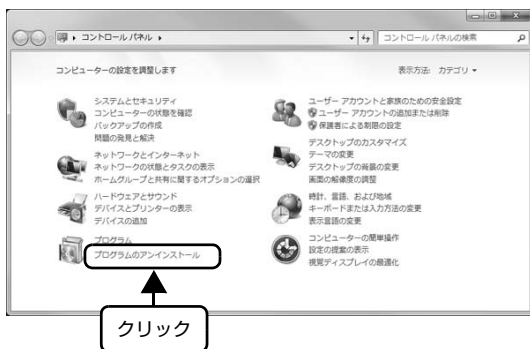 コントロール パネル
コントロール パネルの検索
コンピューターの設定を調整します
表示方法: カテゴリ
システムとセキュリティ
コンピューターの状態を確認
バックアップの作成
問題の発見と解決
ネットワークとインターネット
ネットワークの状態とタスクの表示
ホームグループと共有に関するオプションの選択
ハードウェアとサウンド
デバイスとプリンターの表示
デバイスの追加
プログラム
プログラムのアンインストール
ユーザー アカウントと家族のための安全設定
ユーザー アカウントの追加または削除
保護者による制限の設定
デスクトップのカスタマイズ
テーマの変更
デスクトップの背景の変更
画面の解像度の調整
時計、言語、および地域
キーボードまたは入力方法の変更
表示言語の変更
コンピューターの簡単操作
設定の提案の表示
視覚ディスプレイの最適化
クリック